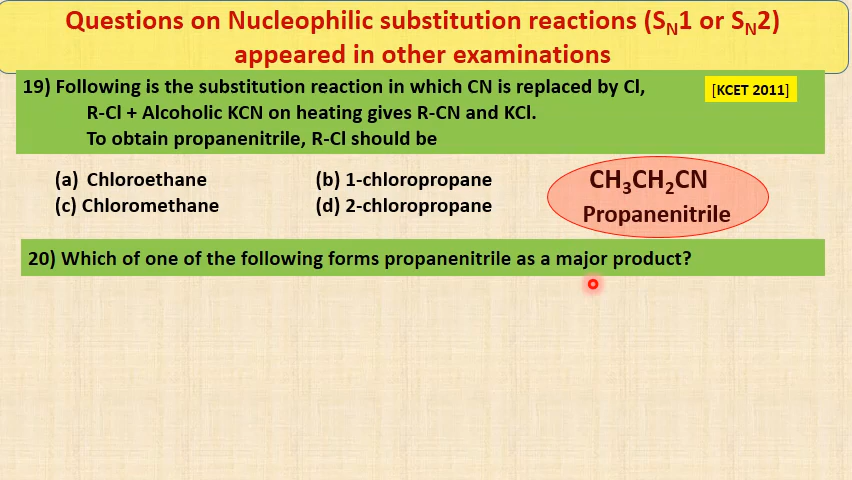 Questions on Nucleophilic substitution reactions (SN1 or SN2)
appeared in other examinations
19) Following is the substitution reaction in which CN is replaced by Cl,
[KCET 2011]
R-Cl + Alcoholic KCN on heating gives R-CN and KCl.
To obtain propanenitrile, R-Cl should be
(a) Chloroethane
(b) 1-chloropropane
(c) Chloromethane
(d) 2-chloropropane
CH3CH2CN
Propanenitrile
20) Which of one of the following forms propanenitrile as a major product?